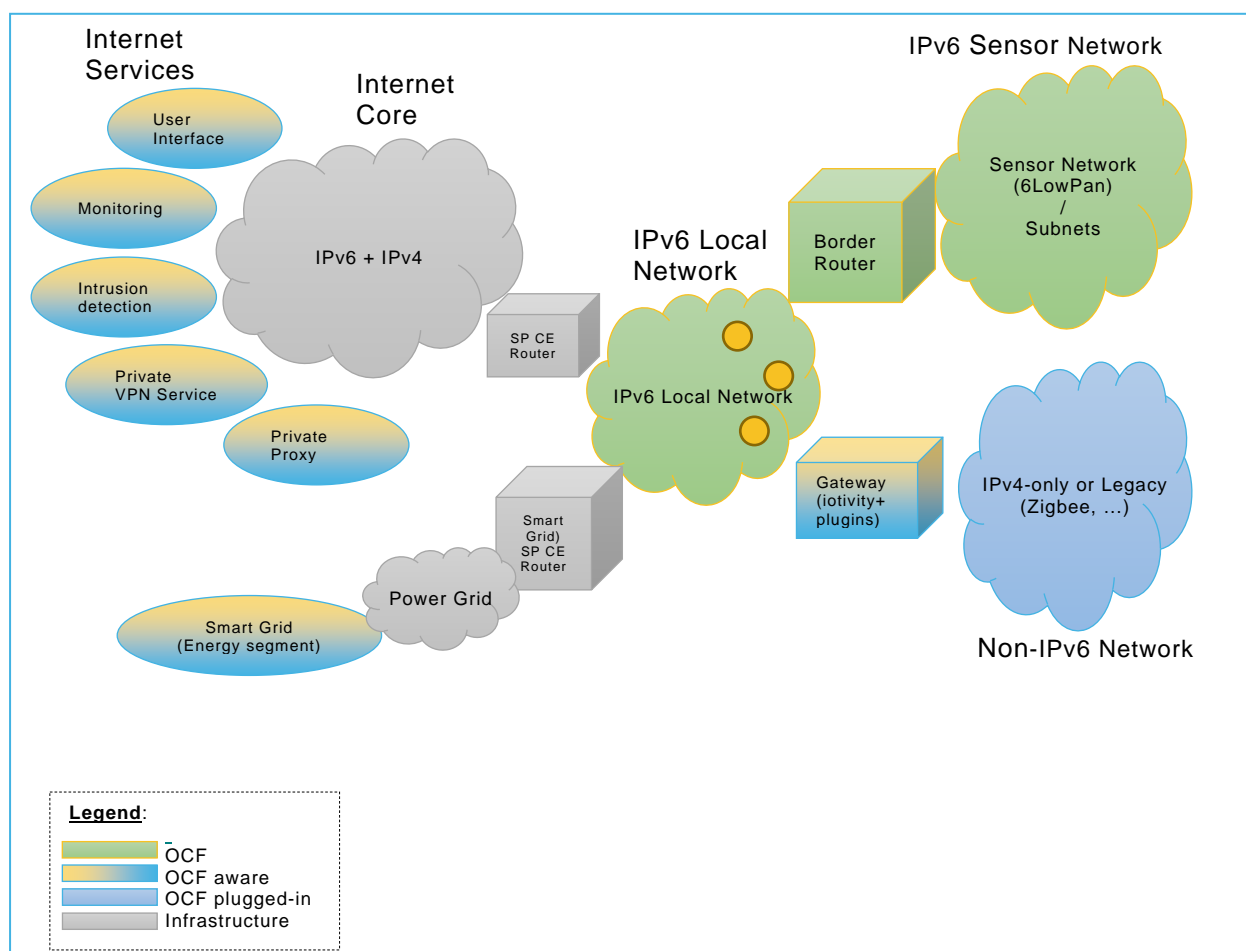 Internet
Services
Internet
Core
IPv6 Sensor Network
User
Interface
Monitoring
Intrusion
detection
Private
VPN Service
Private
Proxy
IPv6 + IPv4
SP CE
Router
IPv6 Local
Network
IPv6 Local Network
Border
Router
Sensor Network
(6LowPan)
/
Subnets
Gateway
(iotivity+
plugins)
IPv4-only or Legacy
(Zigbee, ...)
Non-IPv6 Network
Smart
Grid)
SP CE
Router
Power Grid
Smart Grid
(Energy segment)
Legend:
OCF
OCF aware
OCF plugged-in
Infrastructure